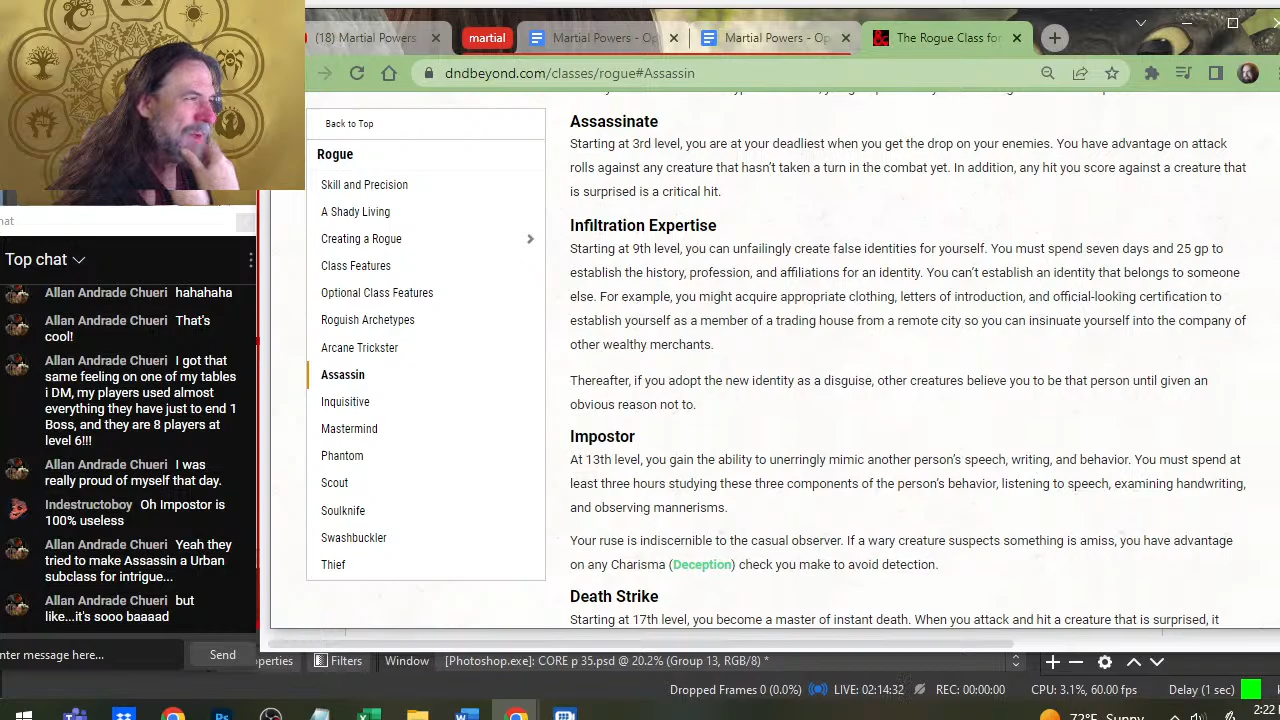 (18) Martial Powers
martial
Martial Powers - Op
Martial Powers - Op
The Rogue Class for
dndbeyond.com/classes/rogue#Assassin
Back to Top
Rogue
Skill and Precision
A Shady Living
Creating a Rogue
Class Features
Optional Class Features
Roguish Archetypes
Arcane Trickster
Assassin
Inquisitive
Mastermind
Phantom
Scout
Soulknife
Swashbuckler
Thief
Assassinate
Starting at 3rd level, you are at your deadliest when you get the drop on your enemies. You have advantage on attack
rolls against any creature that hasn't taken a turn in the combat yet. In addition, any hit you score against a creature that
is surprised is a critical hit.
Infiltration Expertise
Starting at 9th level, you can unfailingly create false identities for yourself. You must spend seven days and 25 gp to
establish the history, profession, and affiliations for an identity. You can't establish an identity that belongs to someone
else. For example, you might acquire appropriate clothing, letters of introduction, and official-looking certification to
establish yourself as a member of a trading house from a remote city so you can insinuate yourself into the company of
other wealthy merchants.
Thereafter, if you adopt the new identity as a disguise, other creatures believe you to be that person until given an
obvious reason not to.
Impostor
At 13th level, you gain the ability to unerringly mimic another person's speech, writing, and behavior. You must spend at
least three hours studying these three components of the person's behavior, listening to speech, examining handwriting,
and observing mannerisms.
Your ruse is indiscernible to the casual observer. If a wary creature suspects something is amiss, you have advantage
on any Charisma (Deception) check you make to avoid detection.
Death Strike
Starting at 17th level, you become a master of instant death. When you attack and hit a creature that is surprised, it
hat
Top chat
Allan Andrade Chueri hahahaha
Allan Andrade Chueri That's
cool!
Allan Andrade Chueri I got that
same feeling on one of my tables
i DM, my players used almost
everything they have just to end 1
Boss, and they are 8 players at
level 6!!!
Allan Andrade Chueri I was
really proud of myself that day.
Indestructoboy Oh Impostor is
100% useless
Allan Andrade Chueri Yeah they
tried to make Assassin a Urban
subclass for intrigue...
Allan Andrade Chueri but
like...it's sooo baaaad
nter message here...
Send
operties
Filters
Window
[Photoshop.exe]: CORE p 35.psd @ 20.2% (Group 13, RGB/8) *
Dropped Frames 0 (0.0%)
LIVE: 02:14:32
REC: 00:00:00
CPU: 3.1%, 60.00 fps
Delay (1 sec)
72°F Sunny
2:22